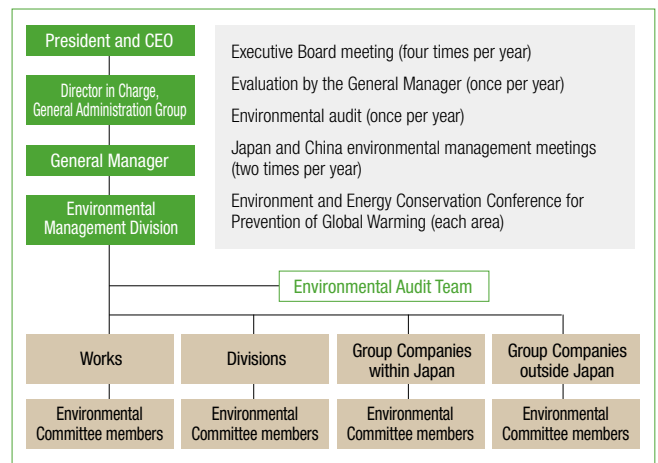 President and CEO
Director in Charge,
General Administration Group
General Manager
Environmental
Management Division
Executive Board meeting (four times per year)
Evaluation by the General Manager (once per year)
Environmental audit (once per year)
Japan and China environmental management meetings
(two times per year)
Environment and Energy Conservation Conference for
Prevention of Global Warming (each area)
Environmental Audit Team
Works
Divisions
Group Companies
within Japan
Group Companies
outside Japan
Environmental
Committee members
Environmental
Committee members
Environmental
Committee members
Environmental
Committee members